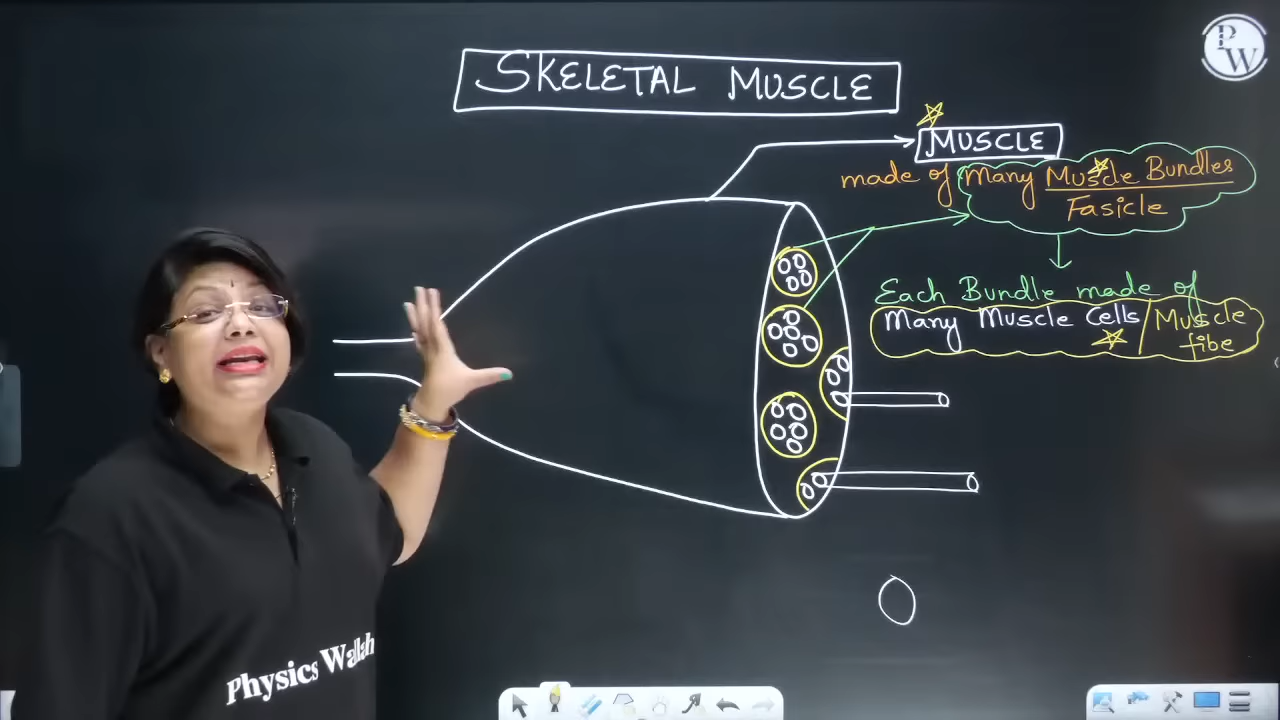 PW
SKELETAL MUSCLE
MUSCLE
made of Many Muscle Bundles
Fasicle
Each Bundle made of
Many Muscle Cells/Muscle
fibe
Physics Wallah